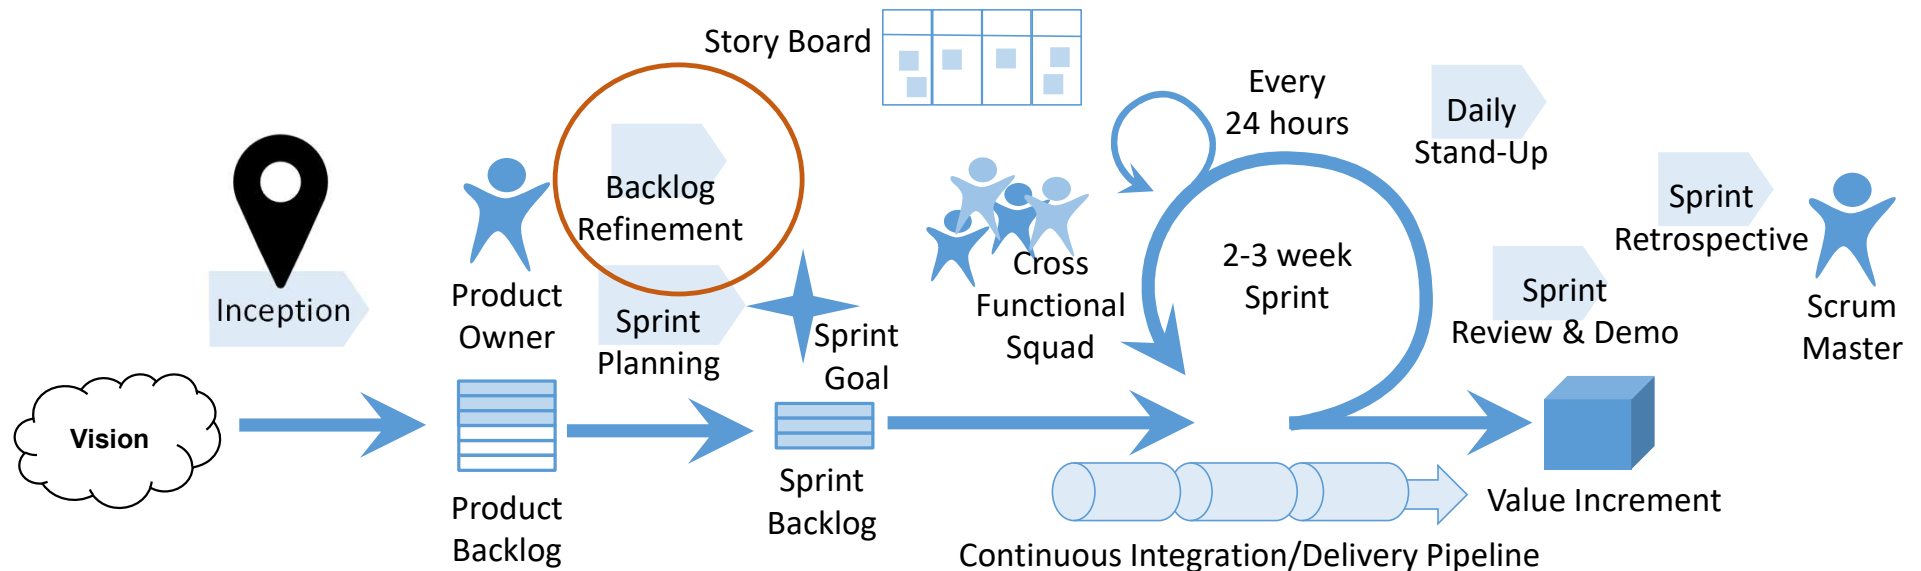 Story Board
Every
24 hours
Daily
Stand-Up
Backlog
Refinement
Sprint
Retrospective
Inception
Product
Owner
Sprint
Planning
Sprint
Goal
Cross
Functional
Squad
2-3 week
Sprint
Sprint
Review & Demo
Scrum
Master
Vision
Product
Backlog
Sprint
Backlog
Value Increment
Continuous Integration/Delivery Pipeline